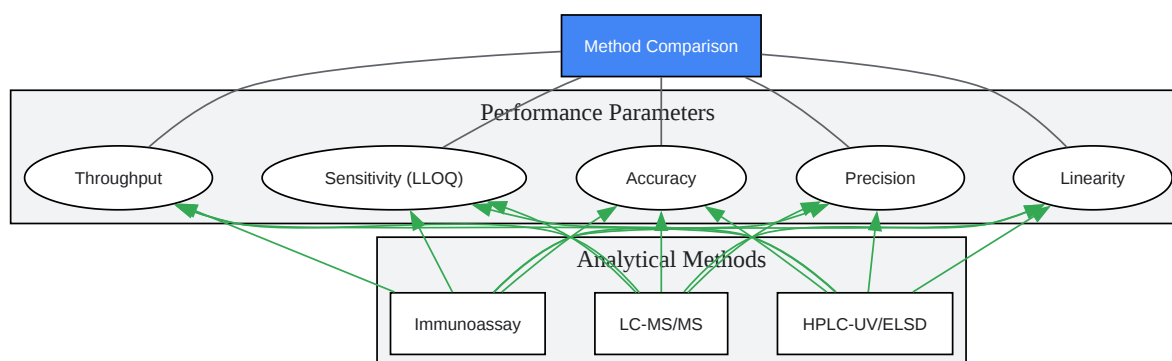 Method Comparison
Performance Parameters
Throughput
Sensitivity (LLOQ)
Accuracy
Precision
Linearity
Analytical Methods
Immunoassay
LC-MS/MS
HPLC-UV/ELSD